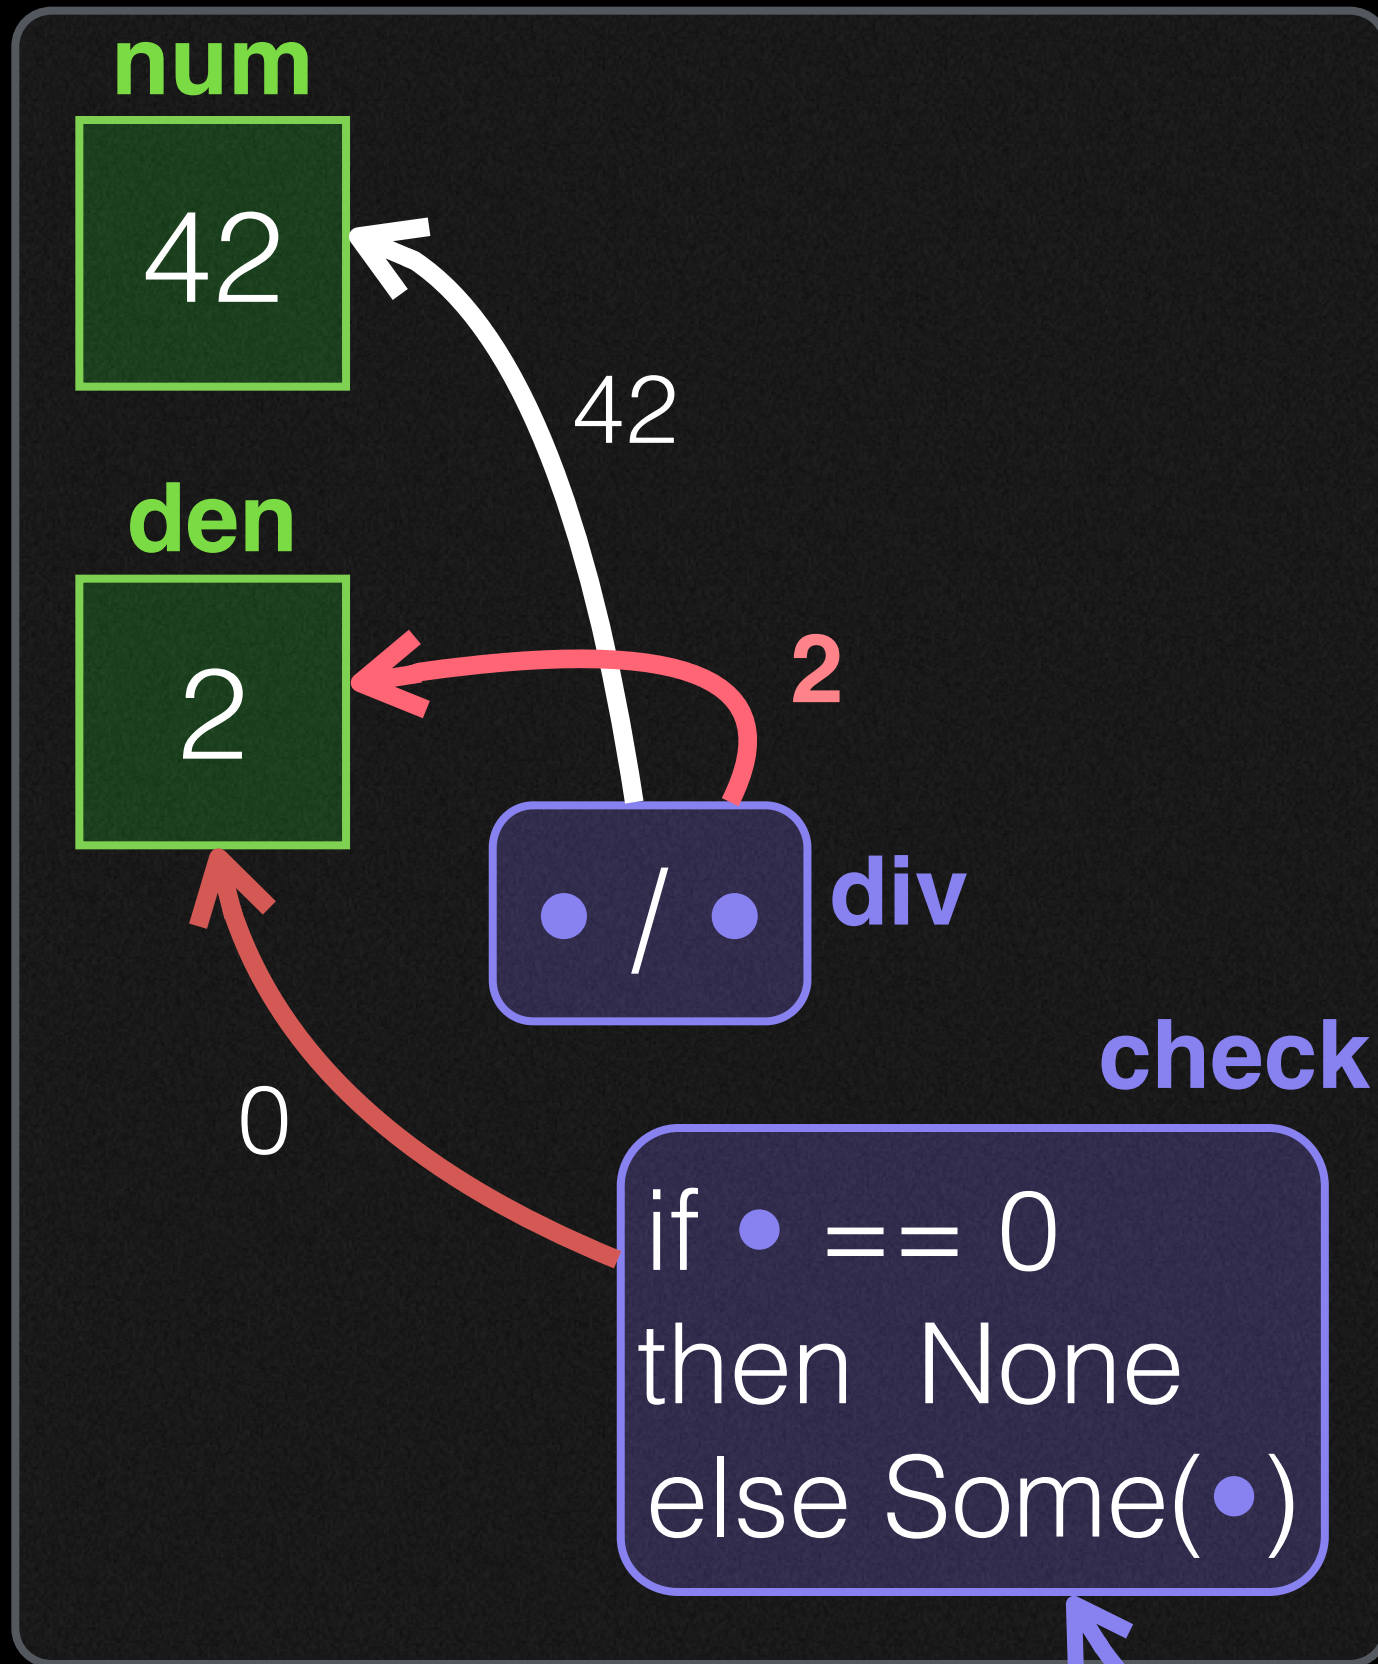 num
42
42
den
2
2
• / •
div
0
check
if • == 0
then None
else Some(•)